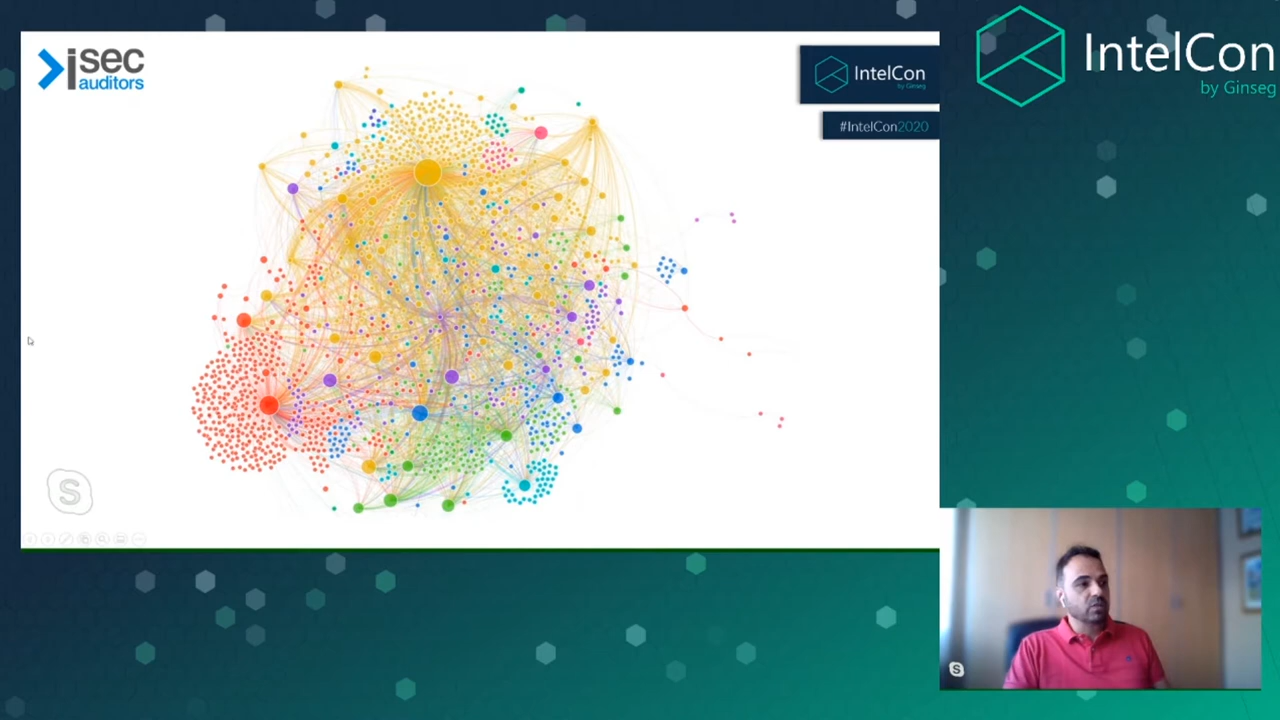 isec
auditors
IntelCon
by Ginseg
#IntelCon2020
IntelCon
by Ginseg
S
S